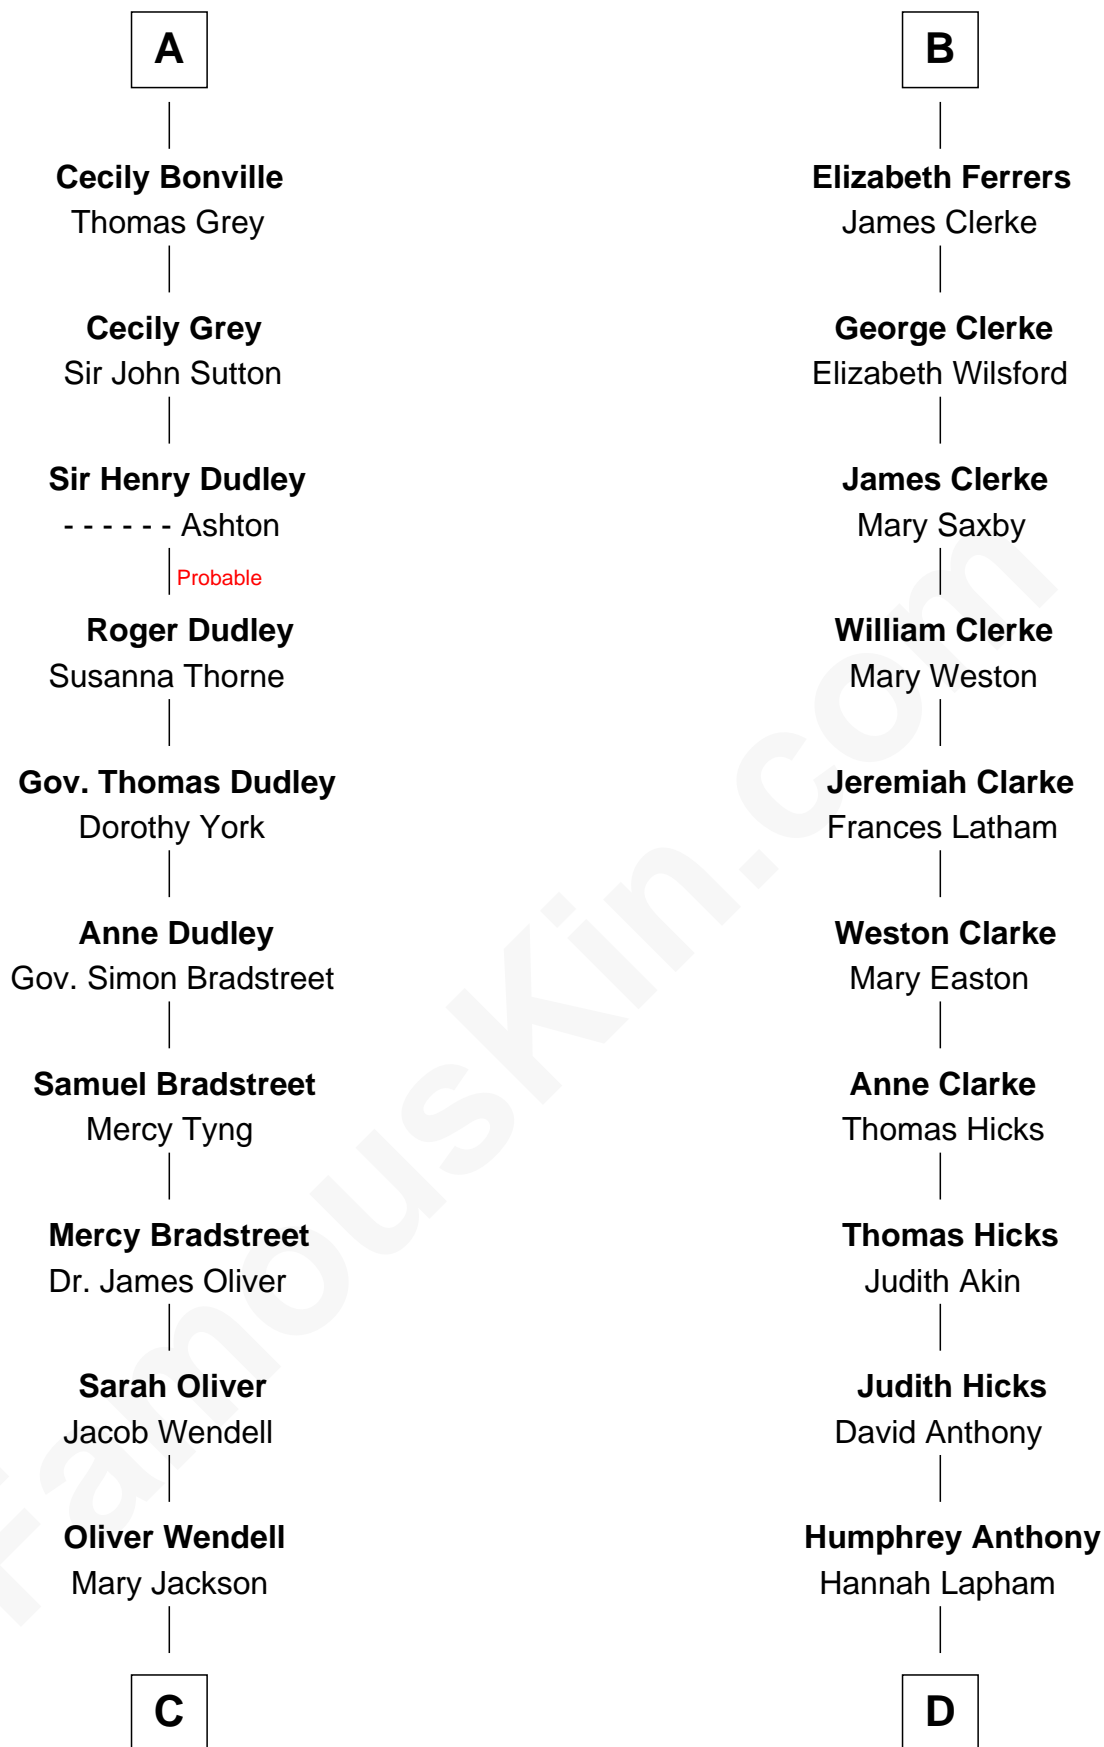 A
Cecily Bonville
Thomas Grey
Cecily Grey
Sir John Sutton
Sir Henry Dudley
- - - - - - Ashton
Probable
Roger Dudley
Susanna Thorne
Gov. Thomas Dudley
Dorothy York
Anne Dudley
Gov. Simon Bradstreet
Samuel Bradstreet
Mercy Tyng
Mercy Bradstreet
Dr. James Oliver
Sarah Oliver
Jacob Wendell
Oliver Wendell
Mary Jackson
C
B
Elizabeth Ferrers
James Clerke
George Clerke
Elizabeth Wilsford
James Clerke
Mary Saxby
William Clerke
Mary Weston
Jeremiah Clarke
Frances Latham
Weston Clarke
Mary Easton
Anne Clarke
Thomas Hicks
Thomas Hicks
Judith Akin
Judith Hicks
David Anthony
Humphrey Anthony
Hannah Lapham
D
FamousKin.com